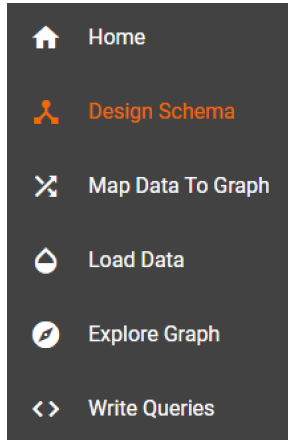 Home
Design Schema
Map Data To Graph
Load Data
Explore Graph
Write Queries